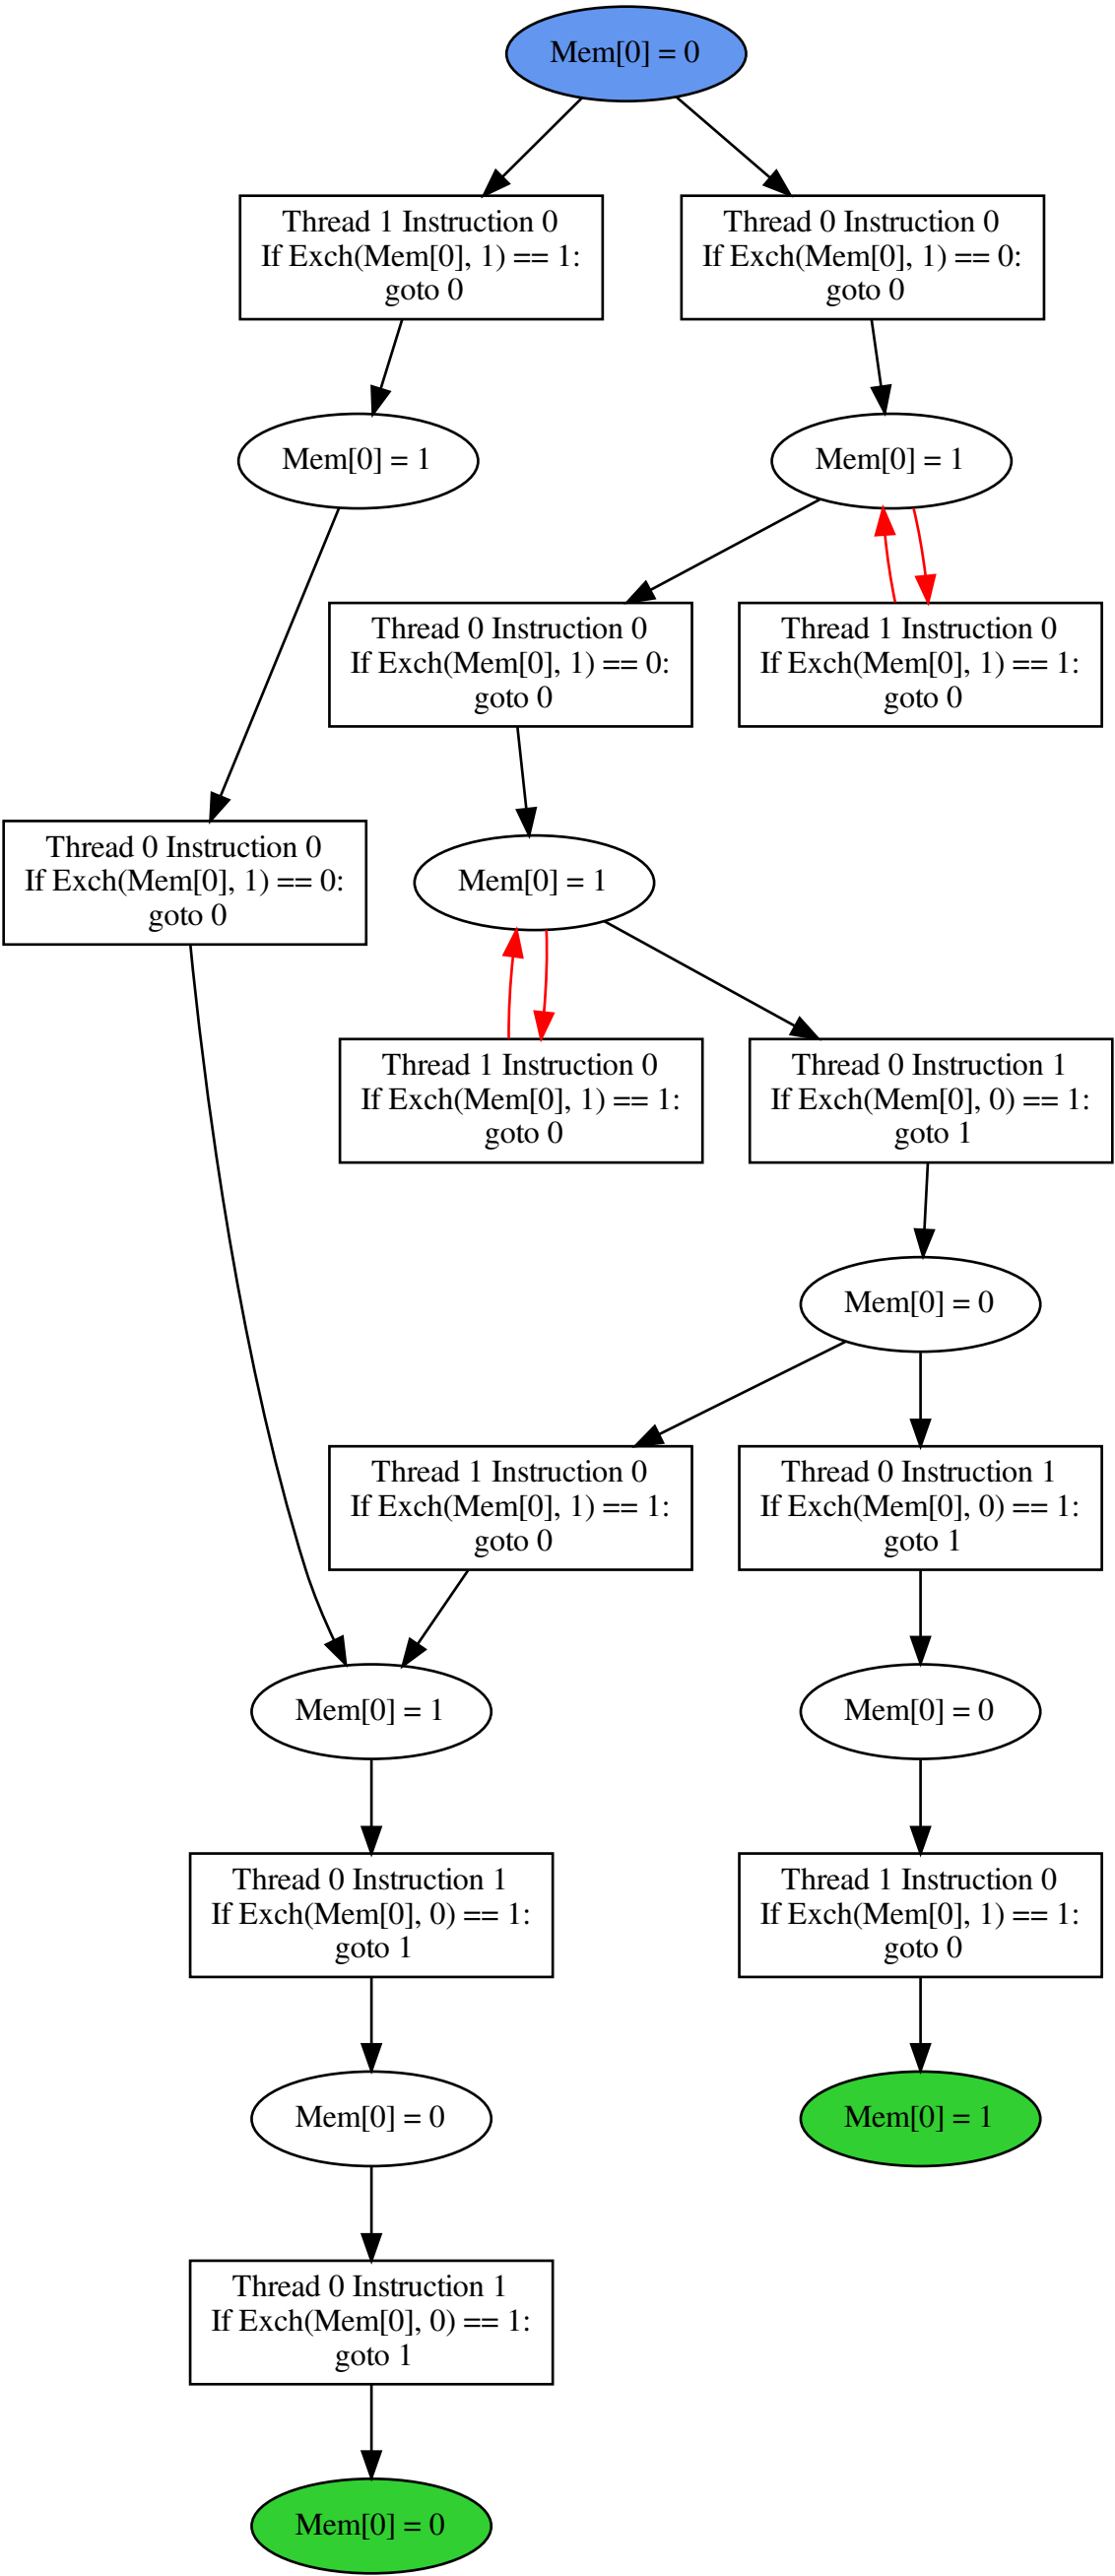 Mem[0] = 0
Thread 1 Instruction 0
If Exch(Mem[0], 1) == 1:
goto 0
Thread 0 Instruction 0
If Exch(Mem[0], 1) == 0:
goto 0
Mem[0] = 1
Mem[0] = 1
Thread 0 Instruction 0
If Exch(Mem[0], 1) == 0:
goto 0
Thread 1 Instruction 0
If Exch(Mem[0], 1) == 1:
goto 0
Thread 0 Instruction 0
If Exch(Mem[0], 1) == 0:
goto 0
Mem[0] = 1
Thread 1 Instruction 0
If Exch(Mem[0], 1) == 1:
goto 0
Thread 0 Instruction 1
If Exch(Mem[0], 0) == 1:
goto 1
Mem[0] = 0
Thread 1 Instruction 0
If Exch(Mem[0], 1) == 1:
goto 0
Thread 0 Instruction 1
If Exch(Mem[0], 0) == 1:
goto 1
Mem[0] = 1
Mem[0] = 0
Thread 0 Instruction 1
If Exch(Mem[0], 0) == 1:
goto 1
Thread 1 Instruction 0
If Exch(Mem[0], 1) == 1:
goto 0
Mem[0] = 0
Mem[0] = 1
Thread 0 Instruction 1
If Exch(Mem[0], 0) == 1:
goto 1
Mem[0] = 0